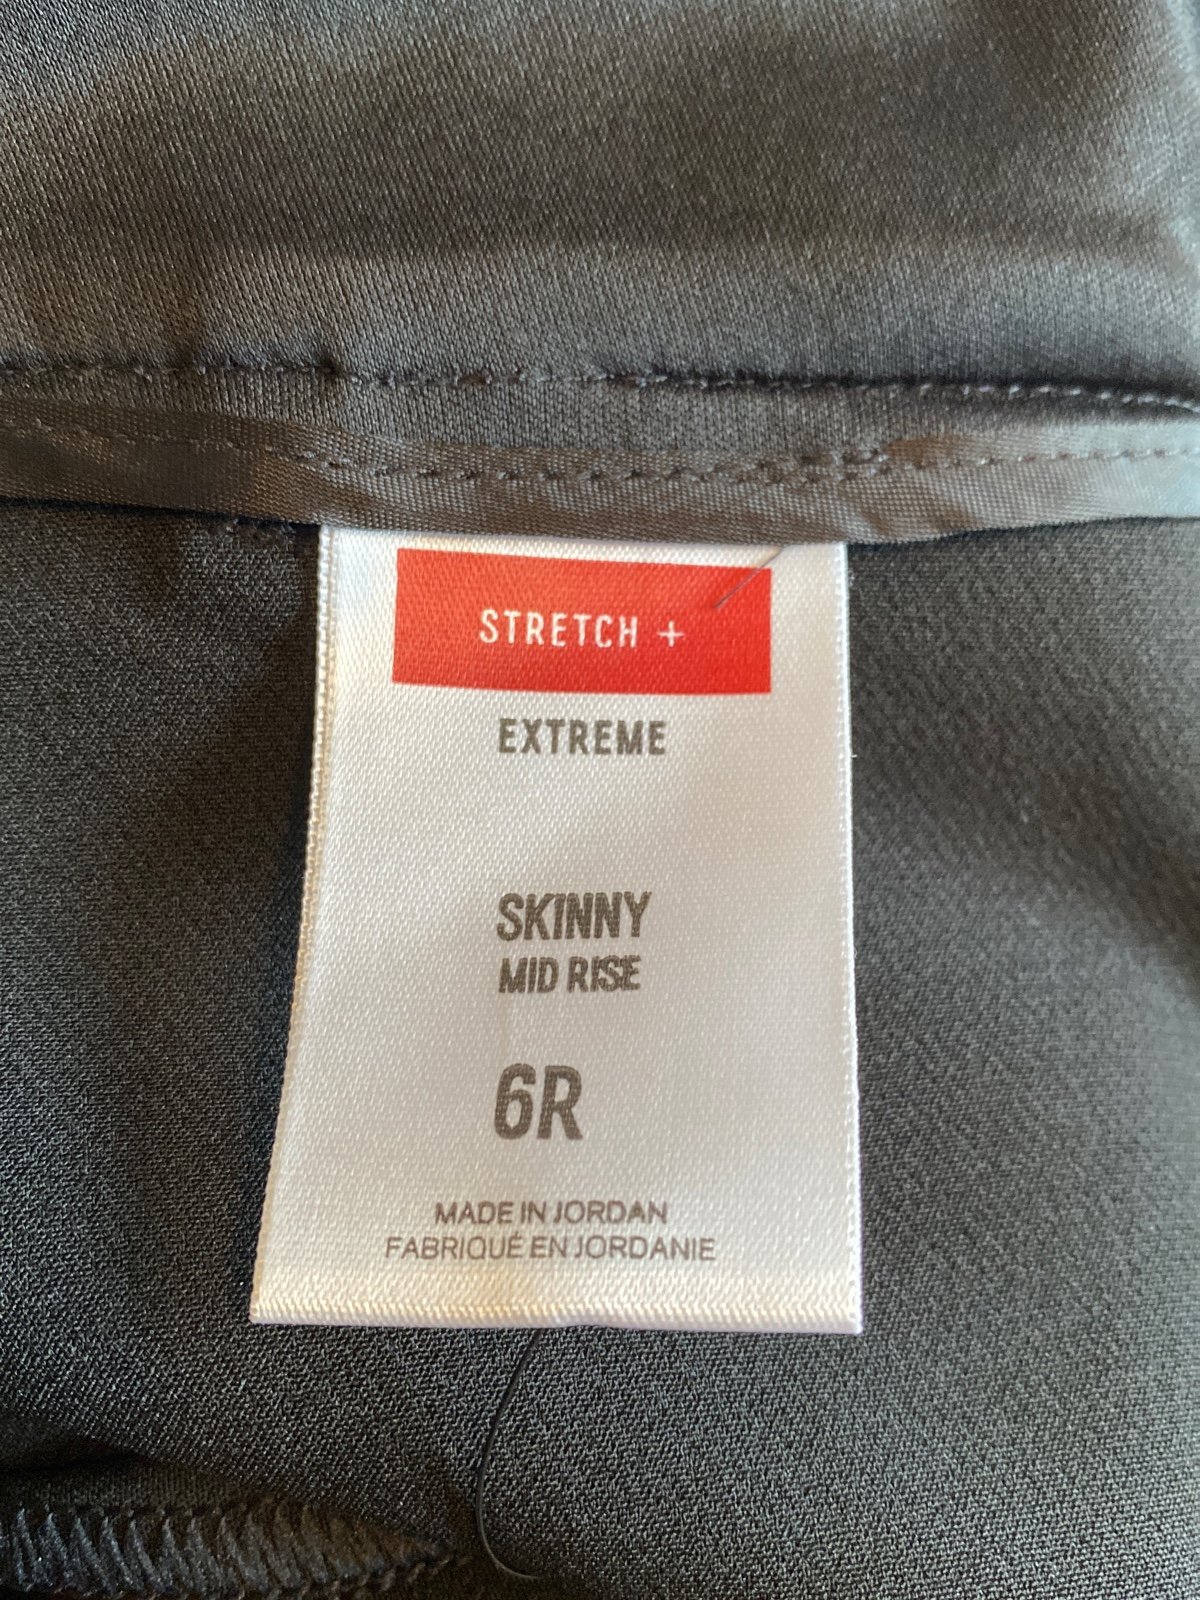 STRETCH +
EXTREME
SKINNY
MID RISE
6R
MADE IN JORDAN
FABRIQUÉ EN JORDANIE